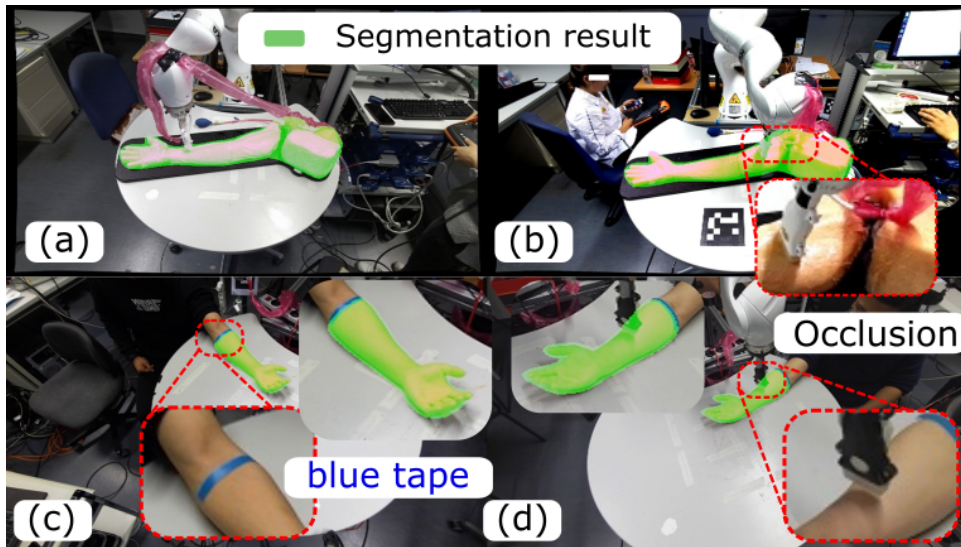 Segmentation result
(a)
(b)
Occlusion
blue tape
(c)
(d)